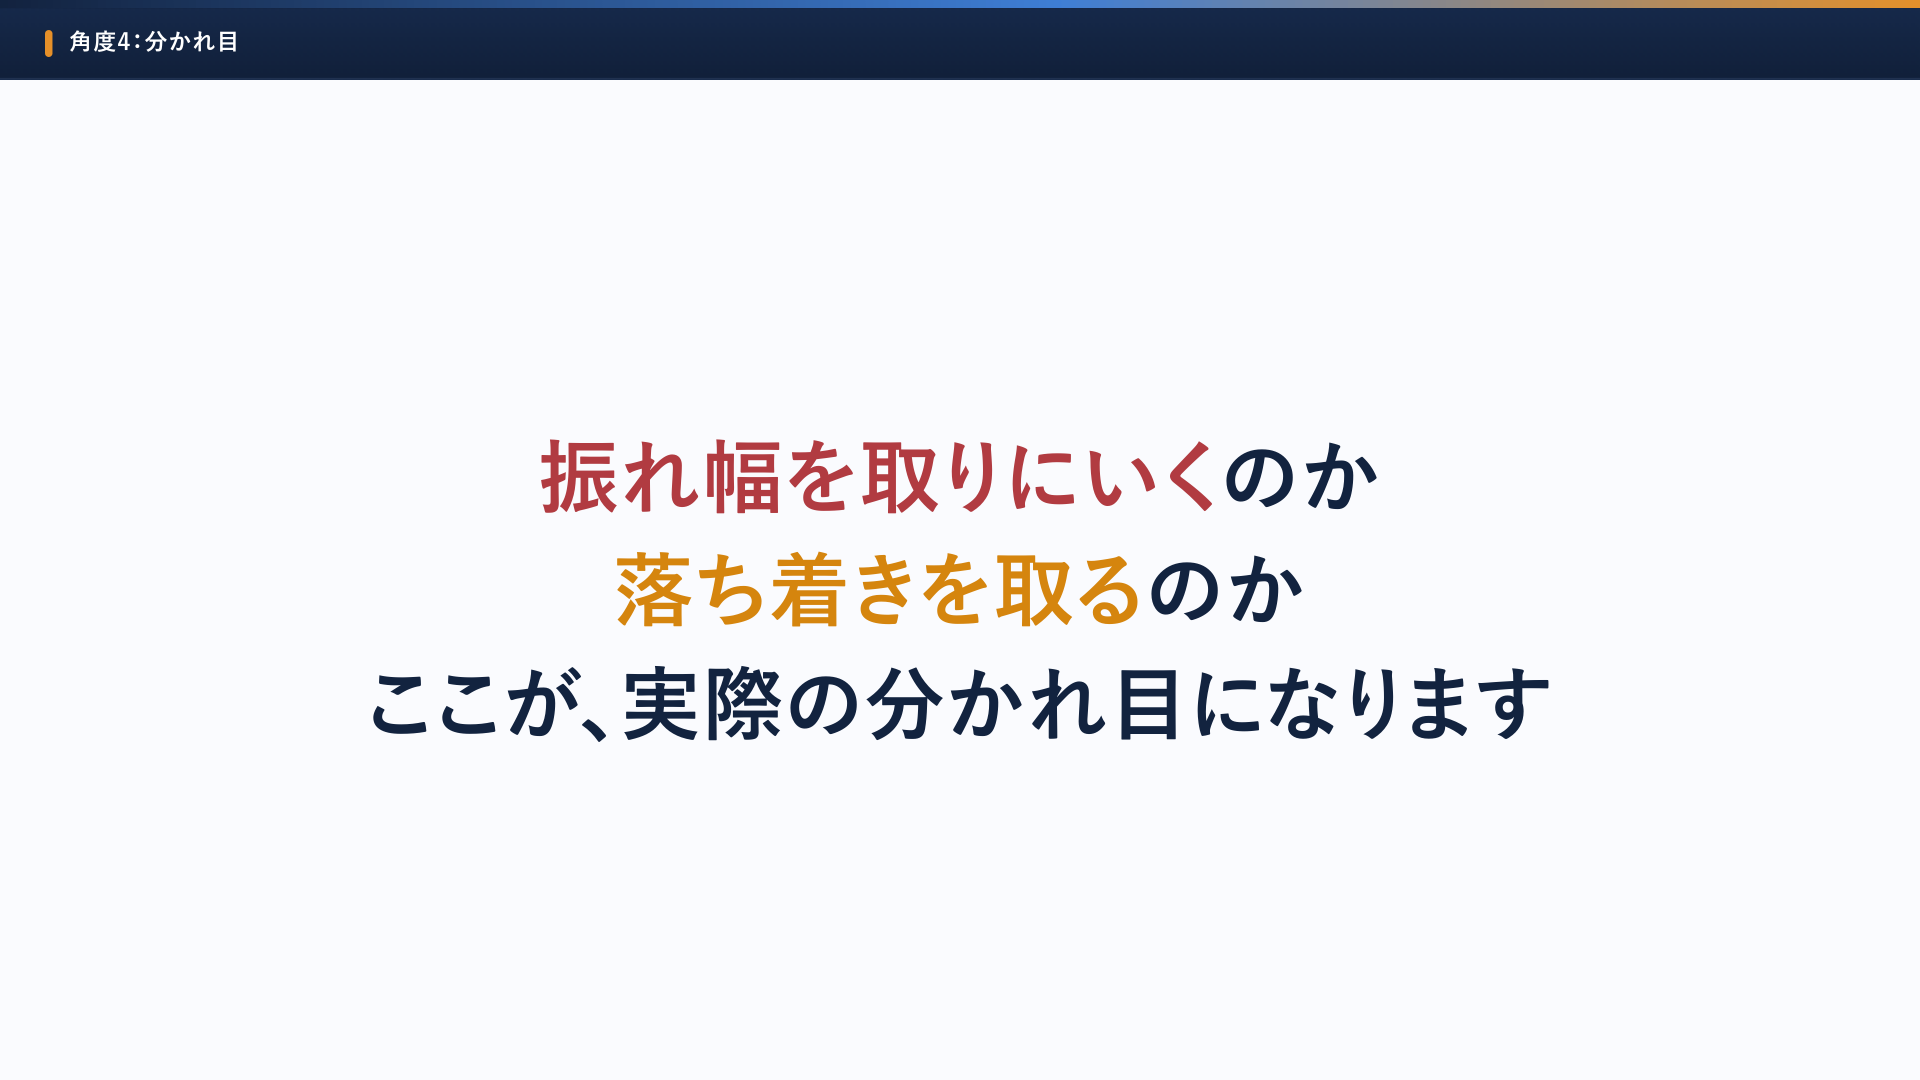 角度4：分かれ目
振れ幅を取りにいくのか
落ち着きを取るのか
ここが、実際の分かれ目になります